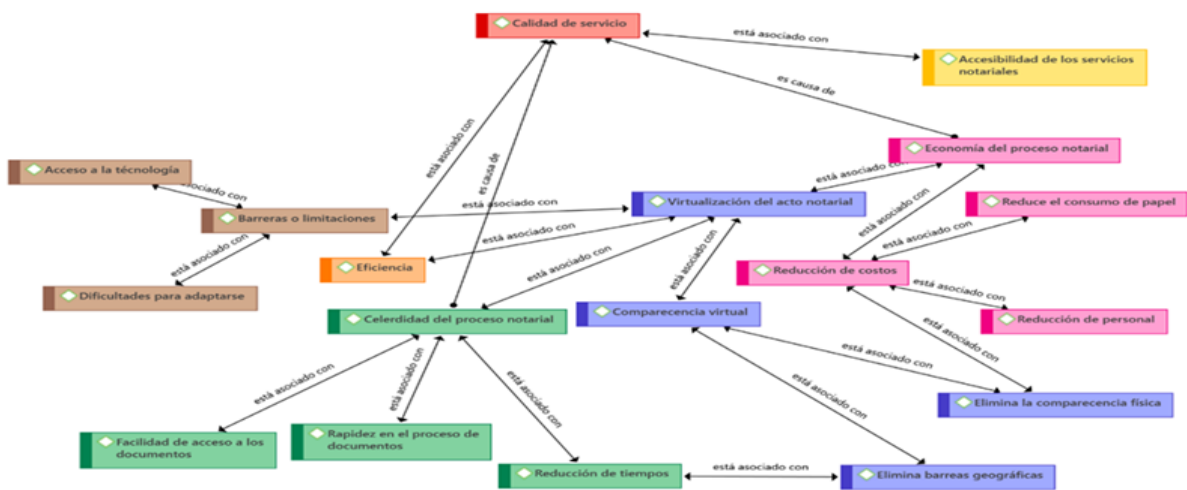 Calidad de servicio
está asociado con
Accesibilidad de los servicios
notariales
es causa de
está asociado con
es causa de
Economía del proceso notarial
Acceso a la técnología
asociado con
está asociado con
Barreras o limitaciones
está asociado con
Virtualización del acto notarial
está asociado con
Reduce el consumo de papel
está asociado con
está asociado con
está asociado con
está asociado con
está asociado con
Eficiencia
Reducción de costos
está asociado con
Dificultades para adaptarse
está asociado con
Celerdidad del proceso notarial
Comparecencia virtual
Reducción de personal
está asociado con
está asociado con
está asociado con
está asociado con
está asociado con
está asociado con
Elimina la comparecencia física
Facilidad de acceso a los
documentos
Rapidez en el proceso de
documentos
Reducción de tiempos
está asociado con
Elimina barreas geográficas